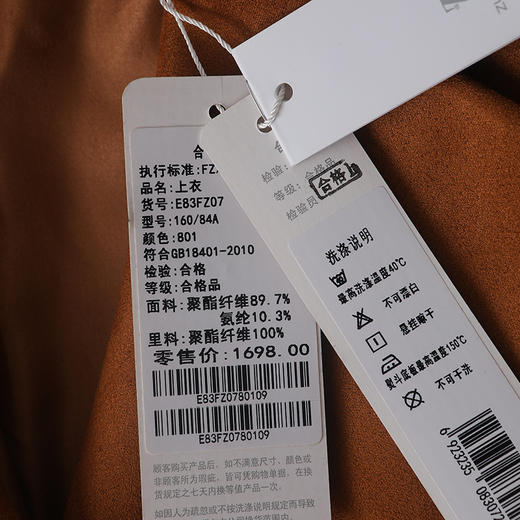 合
执行标准:FZ
品名:上衣
货号:E83FZ07
型号:160/84A
颜色:801
符合GB18401-2010
检验:合格
等级:合格品
面料:聚酯纤维89.7%
氨纶10.3%
里料:聚酯纤维100%
零售价:1698.00
E83FZ0780109
E83FZ0780109
顾客购买产品后，如不满意尺寸、颜色或
非顾客所为瑕疵，皆可凭购物单据，在换
货规定之七天内换等值产品一次。
如因人为疏忽或不按洗涤说明规定而导致
检验:
等级:合格品
检验员
合格
洗涤说明
最高洗涤温度40℃
不可漂白
悬挂晾干
熨斗底板最高温度150℃
不可干洗
6 923235 083072
NZ